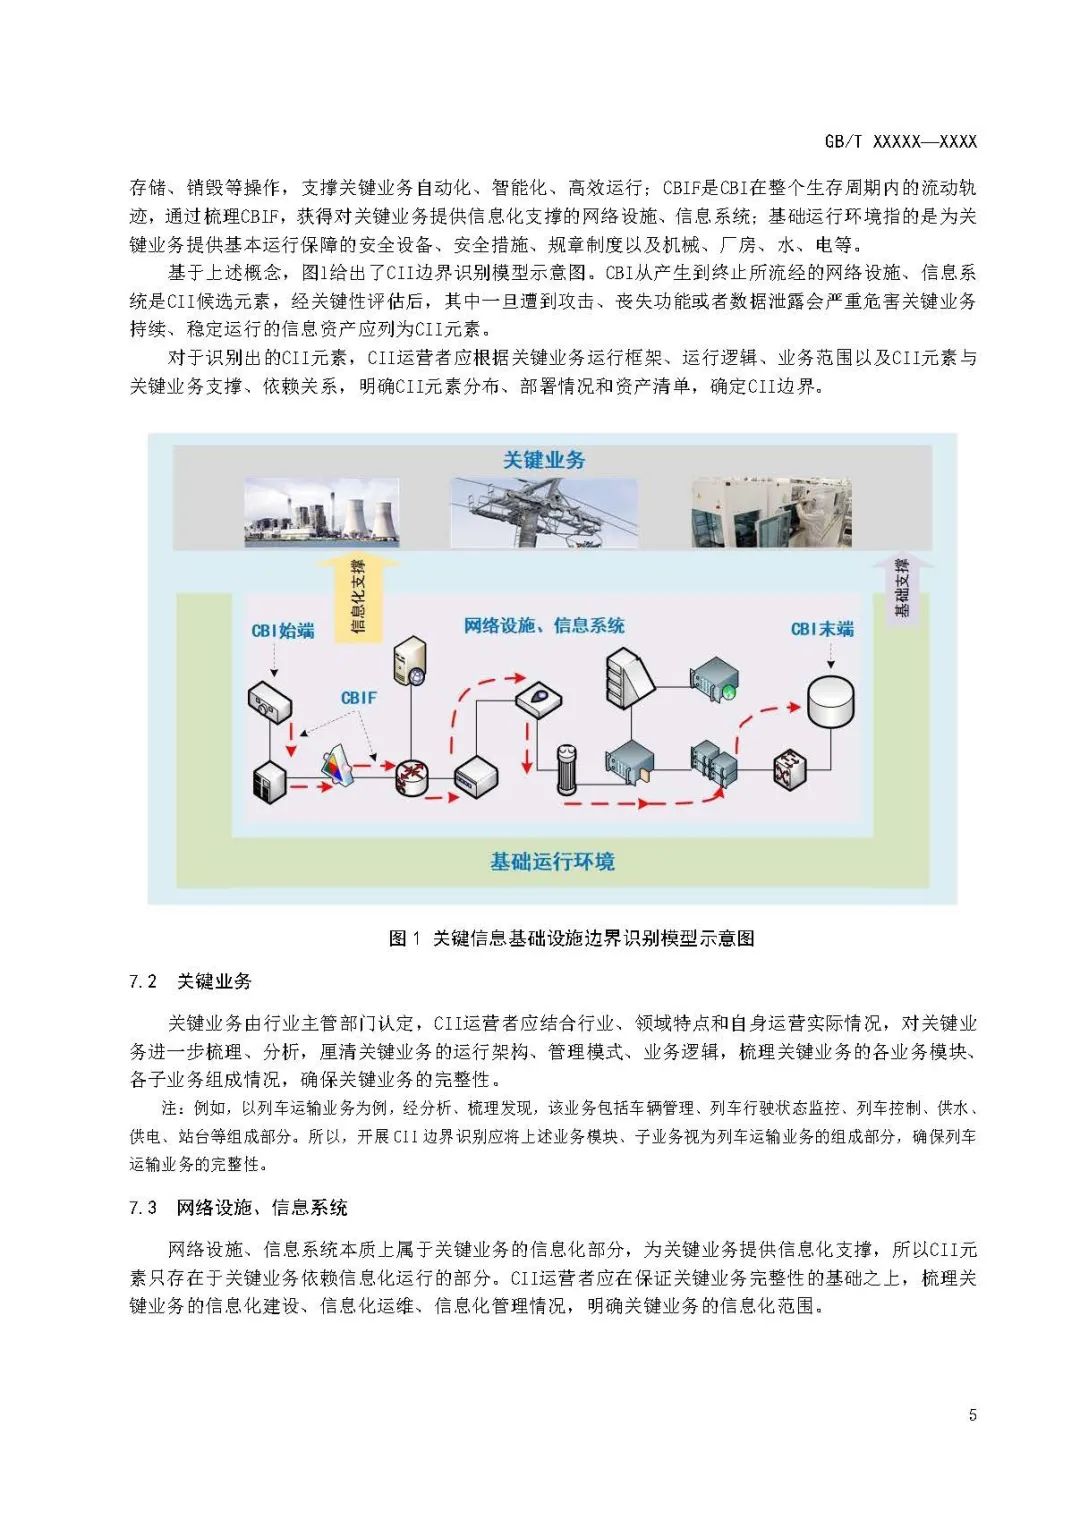 GB/T XXXXX—XXXX
存储、销毁等操作，支撑关键业务自动化、智能化、高效运行；CBIF是CBI在整个生存周期内的流动轨
迹，通过梳理CBIF，获得对关键业务提供信息化支撑的网络设施、信息系统；基础运行环境指的是为关
键业务提供基本运行保障的安全设备、安全措施、规章制度以及机械、厂房、水、电等。
基于上述概念，图1给出了CII边界识别模型示意图。CBI从产生到终止所流经的网络设施、信息系
统是CII候选元素，经关键性评估后，其中一旦遭到攻击、丧失功能或者数据泄露会严重危害关键业务
持续、稳定运行的信息资产应列为CII元素。
对于识别出的CII元素，CII运营者应根据关键业务运行框架、运行逻辑、业务范围以及CII元素与
关键业务支撑、依赖关系，明确CII元素分布、部署情况和资产清单，确定CII边界。
关键业务
信息化支撑
基础支撑
CBI始端
网络设施、信息系统
CBI末端
CBIF
基础运行环境
图 1 关键信息基础设施边界识别模型示意图
7.2 关键业务
关键业务由行业主管部门认定，CII运营者应结合行业、领域特点和自身运营实际情况，对关键业
务进一步梳理、分析，厘清关键业务的运行架构、管理模式、业务逻辑，梳理关键业务的各业务模块、
各子业务组成情况，确保关键业务的完整性。
注：例如，以列车运输业务为例，经分析、梳理发现，该业务包括车辆管理、列车行驶状态监控、列车控制、供水、
供电、站台等组成部分。所以，开展 CII 边界识别应将上述业务模块、子业务视为列车运输业务的组成部分，确保列车
运输业务的完整性。
7.3 网络设施、信息系统
网络设施、信息系统本质上属于关键业务的信息化部分，为关键业务提供信息化支撑，所以CII元
素只存在于关键业务依赖信息化运行的部分。CII运营者应在保证关键业务完整性的基础之上，梳理关
键业务的信息化建设、信息化运维、信息化管理情况，明确关键业务的信息化范围。
5